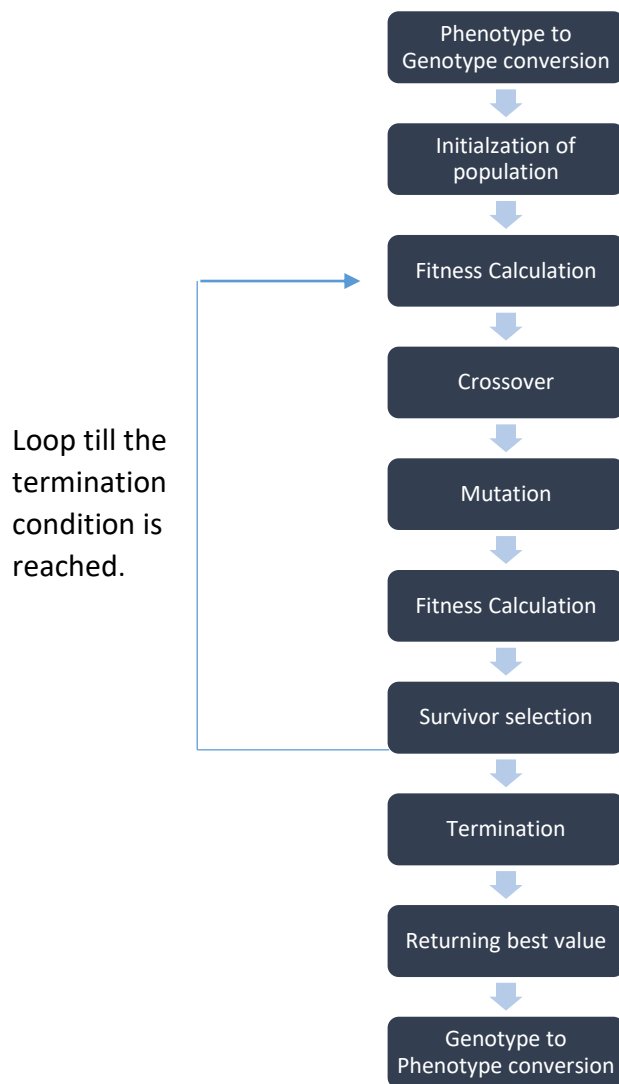 Phenotype to
Genotype conversion
Initialzation of
population
Fitness Calculation
Crossover
Loop till the
termination
condition is
reached.
Mutation
Fitness Calculation
Survivor selection
Termination
Returning best value
Genotype to
Phenotype conversion